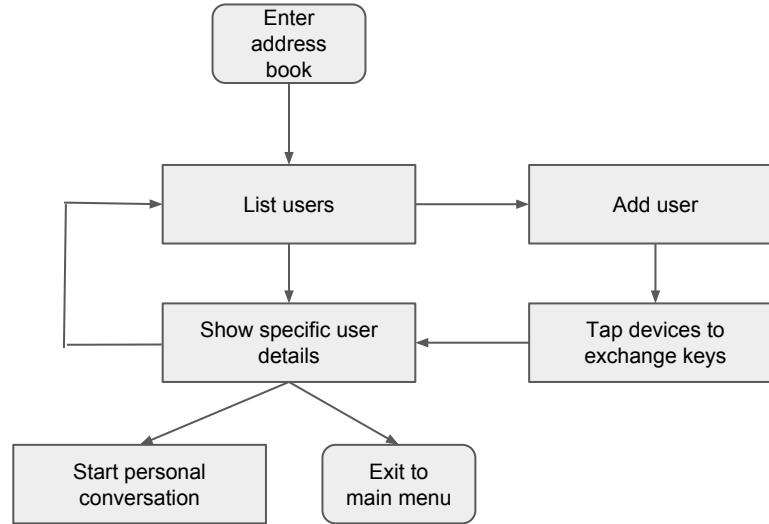 Enter
address
book
List users
Add user
Show specific user
details
Tap devices to
exchange keys
Start personal
conversation
Exit to
main menu